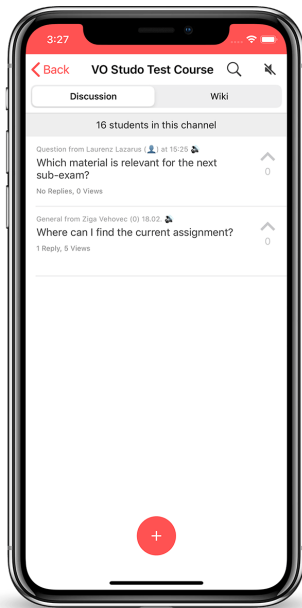 3:27
Back VO Studo Test Course
Discussion Wiki
16 students in this channel
Question from Laurenz Lazarus (👤) at 15:25
Which material is relevant for the next
sub-exam?
0
No Replies, 0 Views
General from Ziga Vehovec (0) 18.02.
Where can I find the current assignment?
0
1 Reply, 5 Views
+